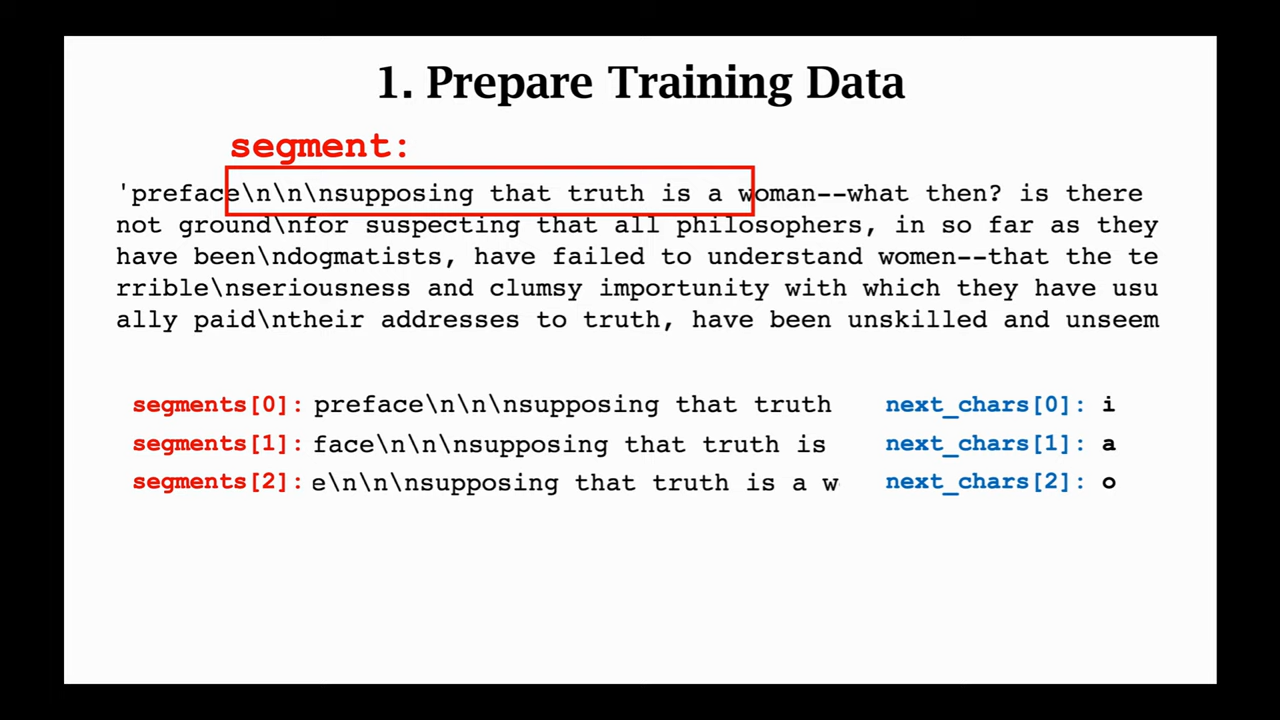 1. Prepare Training Data
segment:
'preface\n\n\nsupposing that truth is a woman--what then? is there
not ground\nfor suspecting that all philosophers, in so far as they
have been\ndogmatists, have failed to understand women--that the te
rrible\nseriousness and clumsy importunity with which they have usu
ally paid\ntheir addresses to truth, have been unskilled and unseem
segments[0]: preface\n\n\nsupposing that truth next_chars[0]: i
segments[1]: face\n\n\nsupposing that truth is next_chars[1]: a
segments[2]: e\n\n\nsupposing that truth is a w next_chars[2]: o